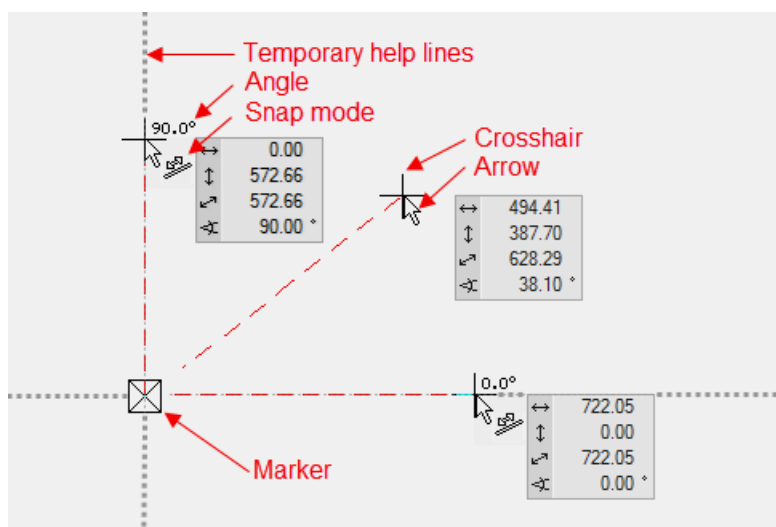 Temporary help lines
Angle
Snap mode
90.0°
0.00
572.66
572.66
90.00 °
Crosshair
Arrow
494.41
387.70
628.29
38.10 °
0.0°
722.05
0.00
722.05
0.00 °
Marker